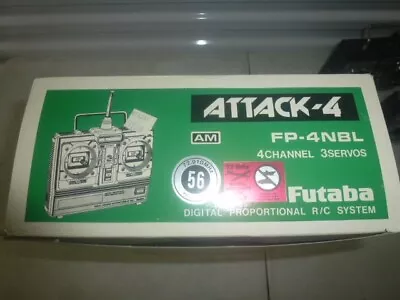 ATTACK-4
AM
FP-4NBL
4CHANNEL 3SERVOS
56
Futaba
DIGITAL PROPORTIONAL R/C SYSTEM